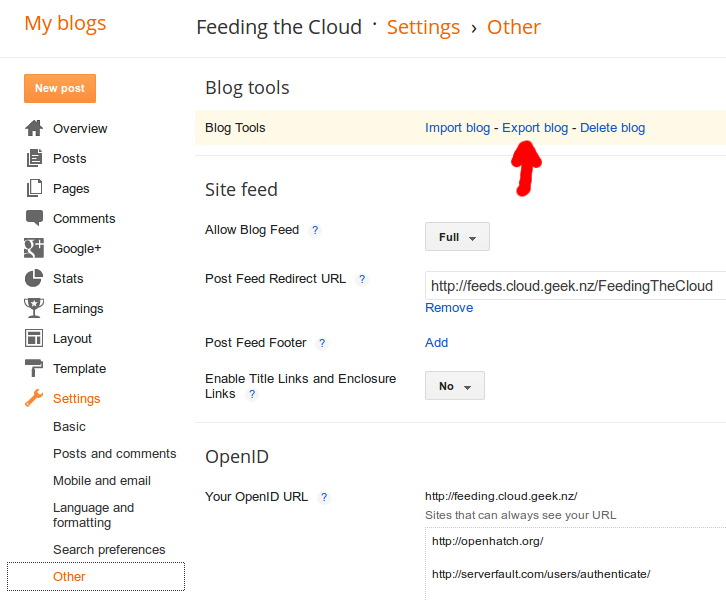 My blogs
Feeding the Cloud · Settings › Other
New post
Overview
Posts
Pages
Comments
Google+
Stats
Earnings
Layout
Template
Settings
Basic
Posts and comments
Mobile and email
Language and
formatting
Search preferences
Other
Blog tools
Blog Tools
Import blog - Export blog - Delete blog
Site feed
Allow Blog Feed ?
Full
Post Feed Redirect URL ?
http://feeds.cloud.geek.nz/FeedingTheCloud
Remove
Post Feed Footer ?
Add
Enable Title Links and Enclosure
Links ?
No
OpenID
Your OpenID URL ?
http://feeding.cloud.geek.nz/
Sites that can always see your URL
http://openhatch.org/
http://serverfault.com/users/authenticate/